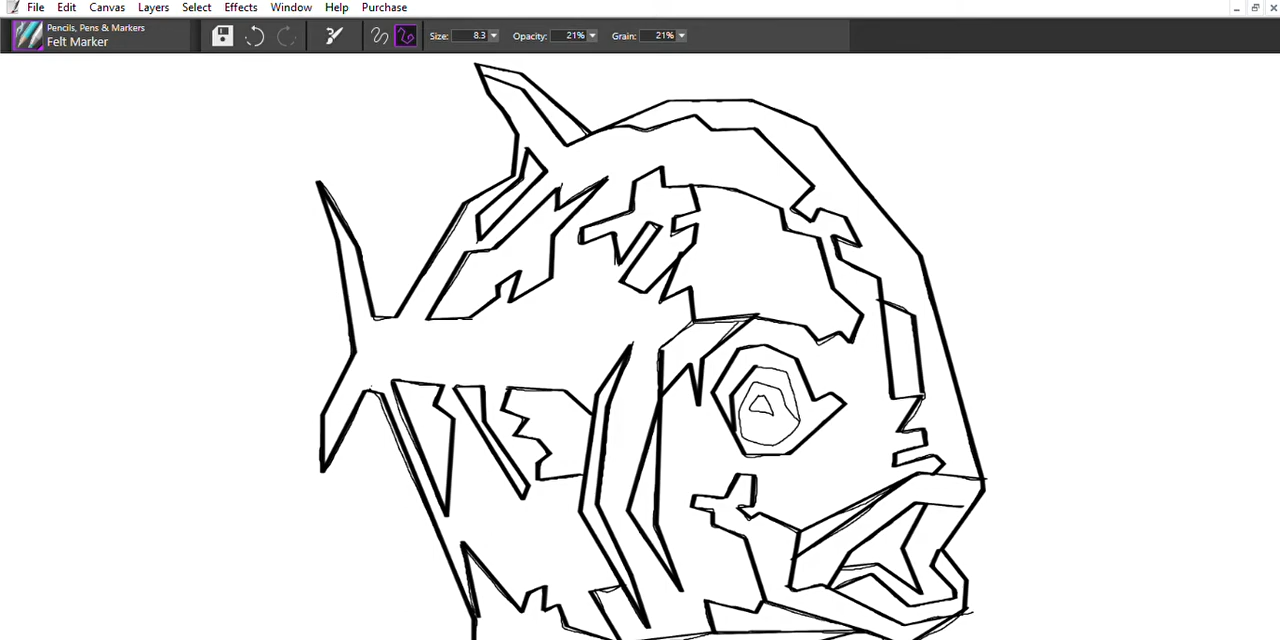 File Edit Canvas Layers Select Effects Window Help Purchase
Pencils, Pens & Markers
Felt Marker
Size: 8.3 Opacity: 21% Grain: 21%